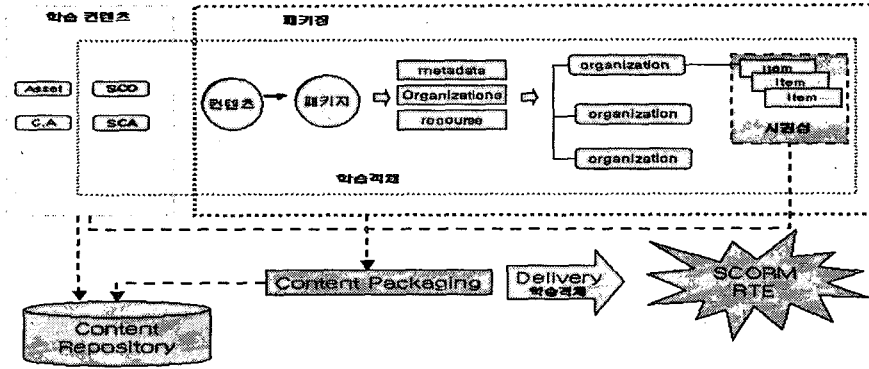 학습 컨텐츠
패키징
Asset
SCO
C.A
SCA
컨텐츠
패키지
metadata
Organizations
recourse
organization
organization
organization
Item
Item
Item
시퀀싱
학습객체
Content Packaging
Delivery
학습객체
SCORM
RTE
Content
Repository